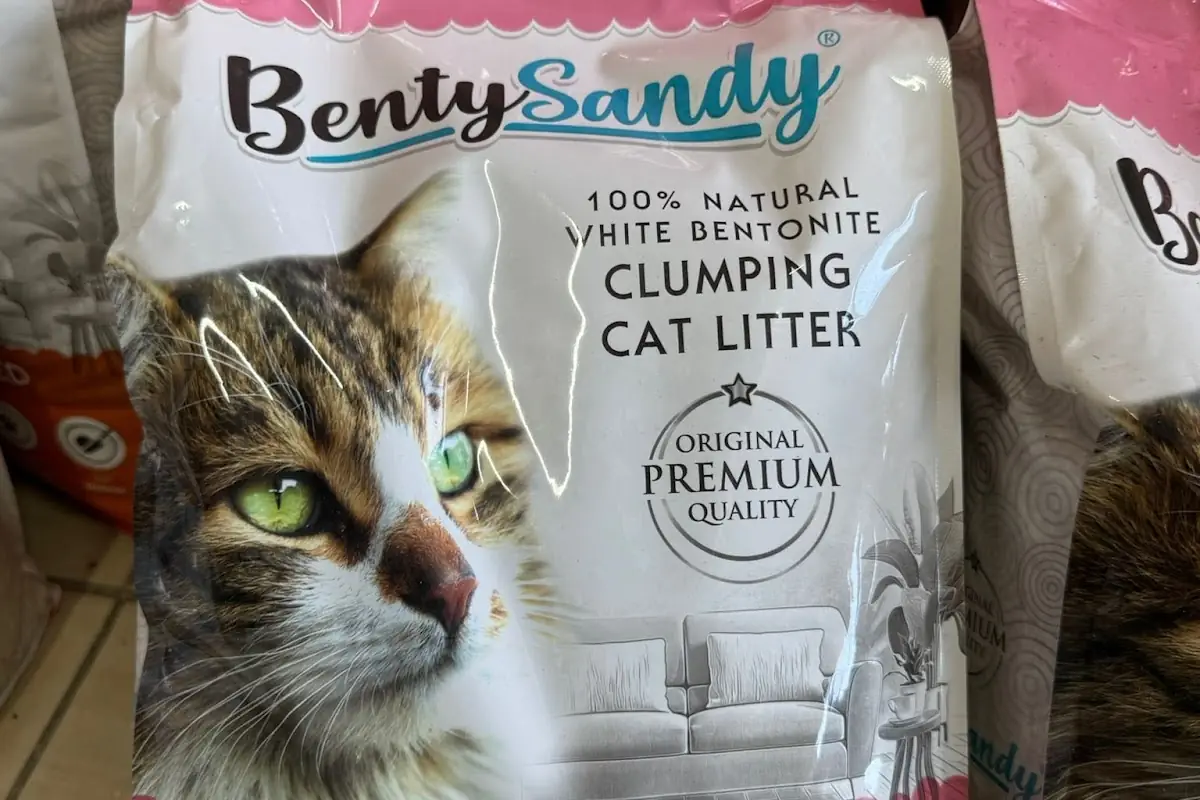 BentySandy®
100% NATURAL
WHITE BENTONITE
CLUMPING
CAT LITTER
ORIGINAL
PREMIUM
QUALITY